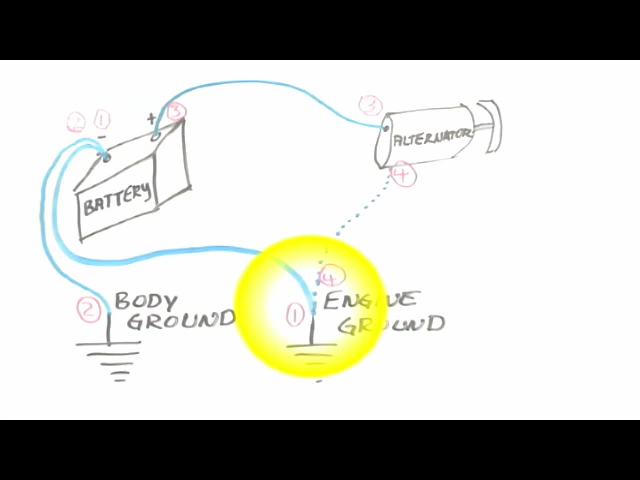 ② ①
-
+
③
③
BATTERY
ALTERNATOR
④
④
②
BODY
GROUND
①
ENGINE
GROUND